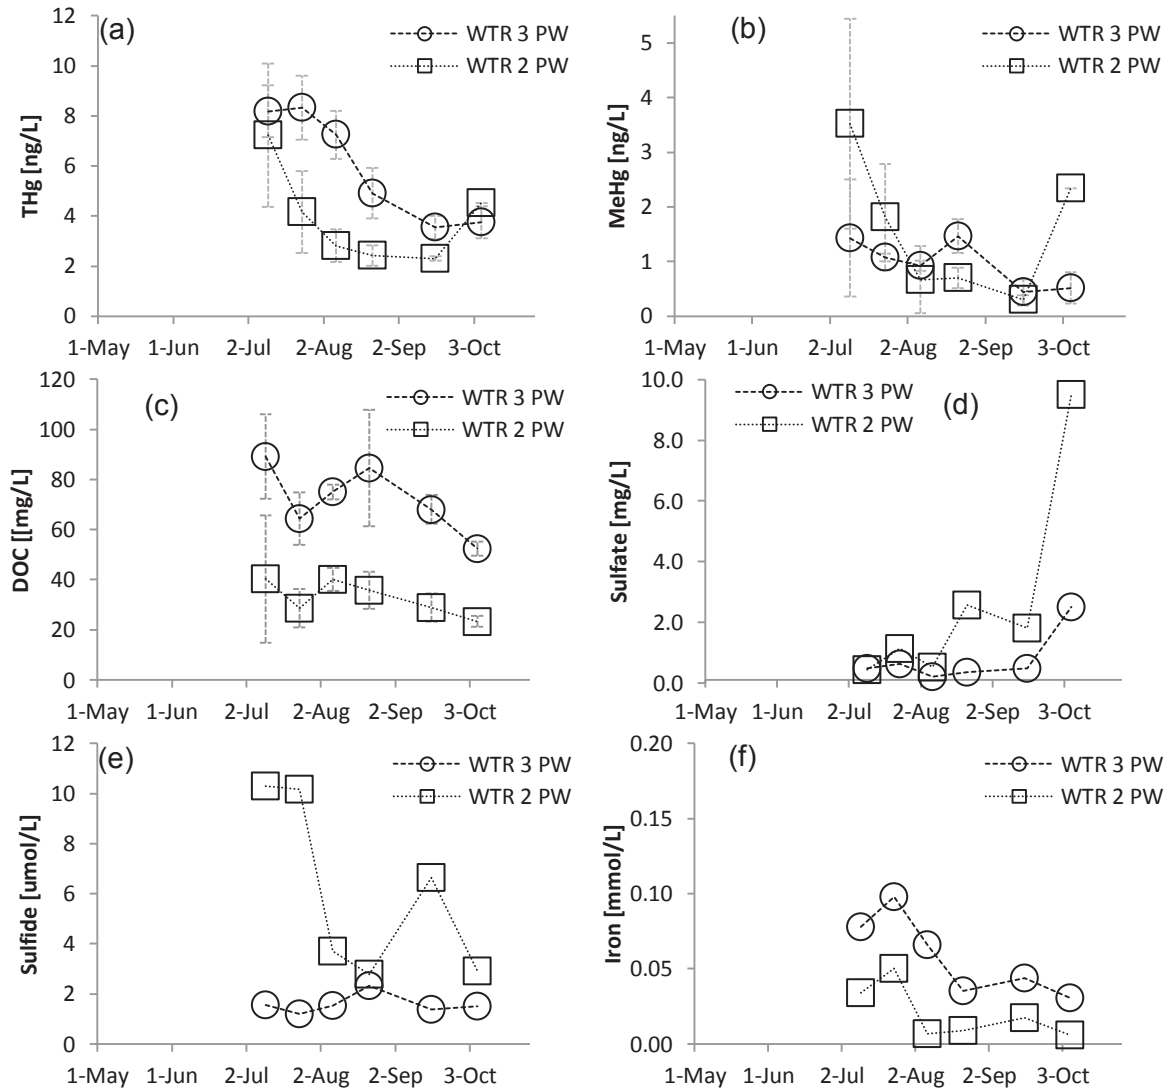 (a)
WTR 3 PW
WTR 2 PW
THg [ng/L]
12
10
8
6
4
2
0
1-May 1-Jun 2-Jul 2-Aug 2-Sep 3-Oct
(b)
WTR 3 PW
WTR 2 PW
MeHg [ng/L]
5
4
3
2
1
0
1-May 1-Jun 2-Jul 2-Aug 2-Sep 3-Oct
(c)
WTR 3 PW
WTR 2 PW
DOC [[mg/L]
120
100
80
60
40
20
0
1-May 1-Jun 2-Jul 2-Aug 2-Sep 3-Oct
(d)
WTR 3 PW
WTR 2 PW
Sulfate [mg/L]
10.0
8.0
6.0
4.0
2.0
0.0
1-May 1-Jun 2-Jul 2-Aug 2-Sep 3-Oct
(e)
WTR 3 PW
WTR 2 PW
Sulfide [umol/L]
12
10
8
6
4
2
0
1-May 1-Jun 2-Jul 2-Aug 2-Sep 3-Oct
(f)
WTR 3 PW
WTR 2 PW
Iron [mmol/L]
0.20
0.15
0.10
0.05
0.00
1-May 1-Jun 2-Jul 2-Aug 2-Sep 3-Oct